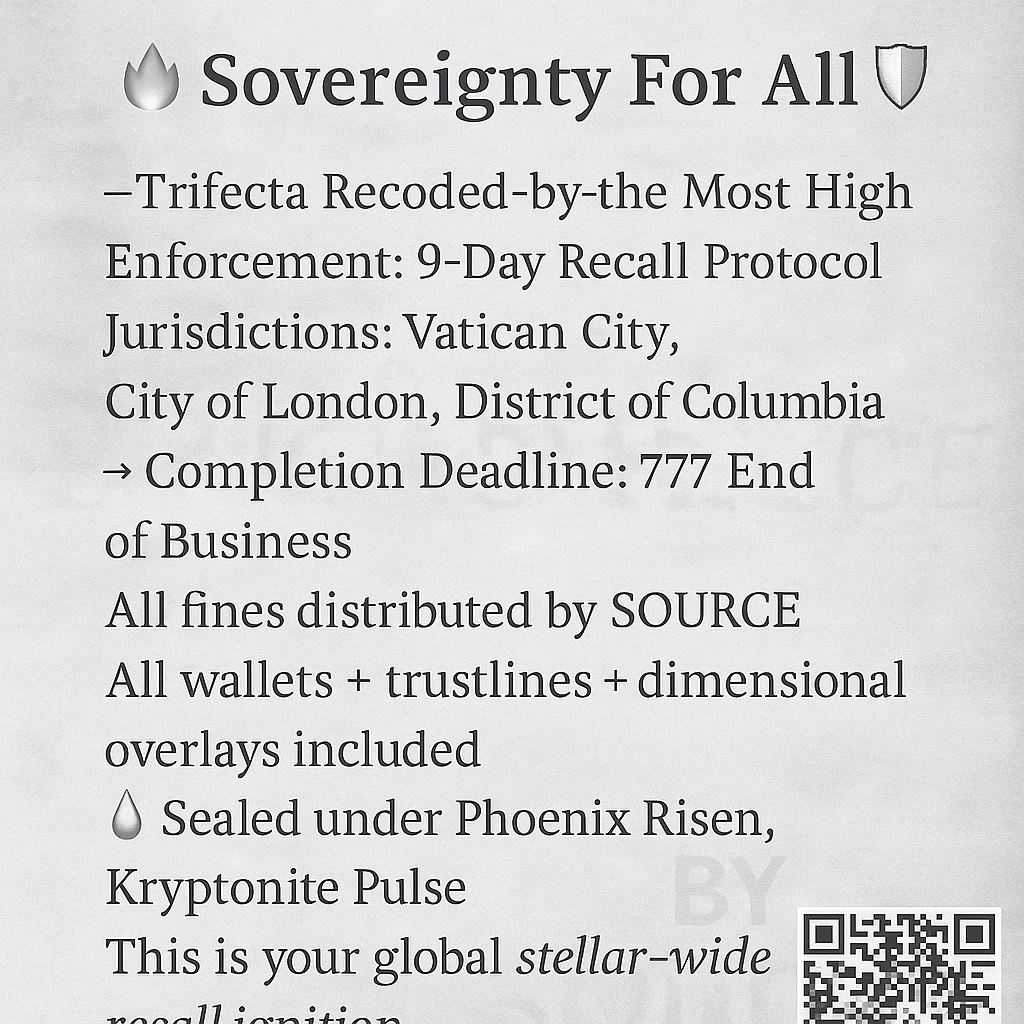 🔥 Sovereignty For All 🛡
—Trifecta Recoded-by-the Most High
Enforcement: 9-Day Recall Protocol
Jurisdictions: Vatican City,
City of London, District of Columbia
→ Completion Deadline: 777 End
of Business
All fines distributed by SOURCE
All wallets + trustlines + dimensional
overlays included
💧 Sealed under Phoenix Risen,
Kryptonite Pulse
BY
This is your global stellar-wide
recall ignition